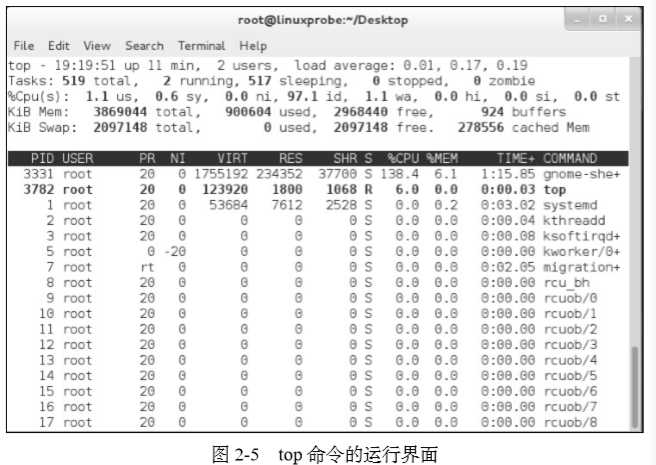 root@linuxprobe:~/Desktop
File Edit View Search Terminal Help
top - 19:19:51 up 11 min, 2 users, load average: 0.01, 0.17, 0.19
Tasks: 519 total, 2 running, 517 sleeping, 0 stopped, 0 zombie
%Cpu(s): 1.1 us, 0.6 sy, 0.0 ni, 97.1 id, 1.1 wa, 0.0 hi, 0.0 si, 0.0 st
KiB Mem: 3869044 total, 900604 used, 2968440 free, 924 buffers
KiB Swap: 2097148 total, 0 used, 2097148 free. 278556 cached Mem
PID USER PR NI VIRT RES SHR S %CPU %MEM TIME+ COMMAND
3331 root 20 0 1755192 234352 37700 S 138.4 6.1 1:15.85 gnome-she+
3782 root 20 0 123920 1800 1068 R 6.0 0.0 0:00.03 top
1 root 20 0 53684 7612 2528 S 0.0 0.2 0:03.02 systemd
2 root 20 0 0 0 0 S 0.0 0.0 0:00.04 kthreadd
3 root 20 0 0 0 0 S 0.0 0.0 0:00.08 ksoftirqd+
5 root 0 -20 0 0 0 S 0.0 0.0 0:00.00 kworker/0+
7 root rt 0 0 0 0 S 0.0 0.0 0:02.05 migration+
8 root 20 0 0 0 0 S 0.0 0.0 0:00.00 rcu_bh
9 root 20 0 0 0 0 S 0.0 0.0 0:00.00 rcuob/0
10 root 20 0 0 0 0 S 0.0 0.0 0:00.00 rcuob/1
11 root 20 0 0 0 0 S 0.0 0.0 0:00.00 rcuob/2
12 root 20 0 0 0 0 S 0.0 0.0 0:00.00 rcuob/3
13 root 20 0 0 0 0 S 0.0 0.0 0:00.00 rcuob/4
14 root 20 0 0 0 0 S 0.0 0.0 0:00.00 rcuob/5
15 root 20 0 0 0 0 S 0.0 0.0 0:00.00 rcuob/6
16 root 20 0 0 0 0 S 0.0 0.0 0:00.00 rcuob/7
17 root 20 0 0 0 0 S 0.0 0.0 0:00.00 rcuob/8
图 2-5 top 命令的运行界面